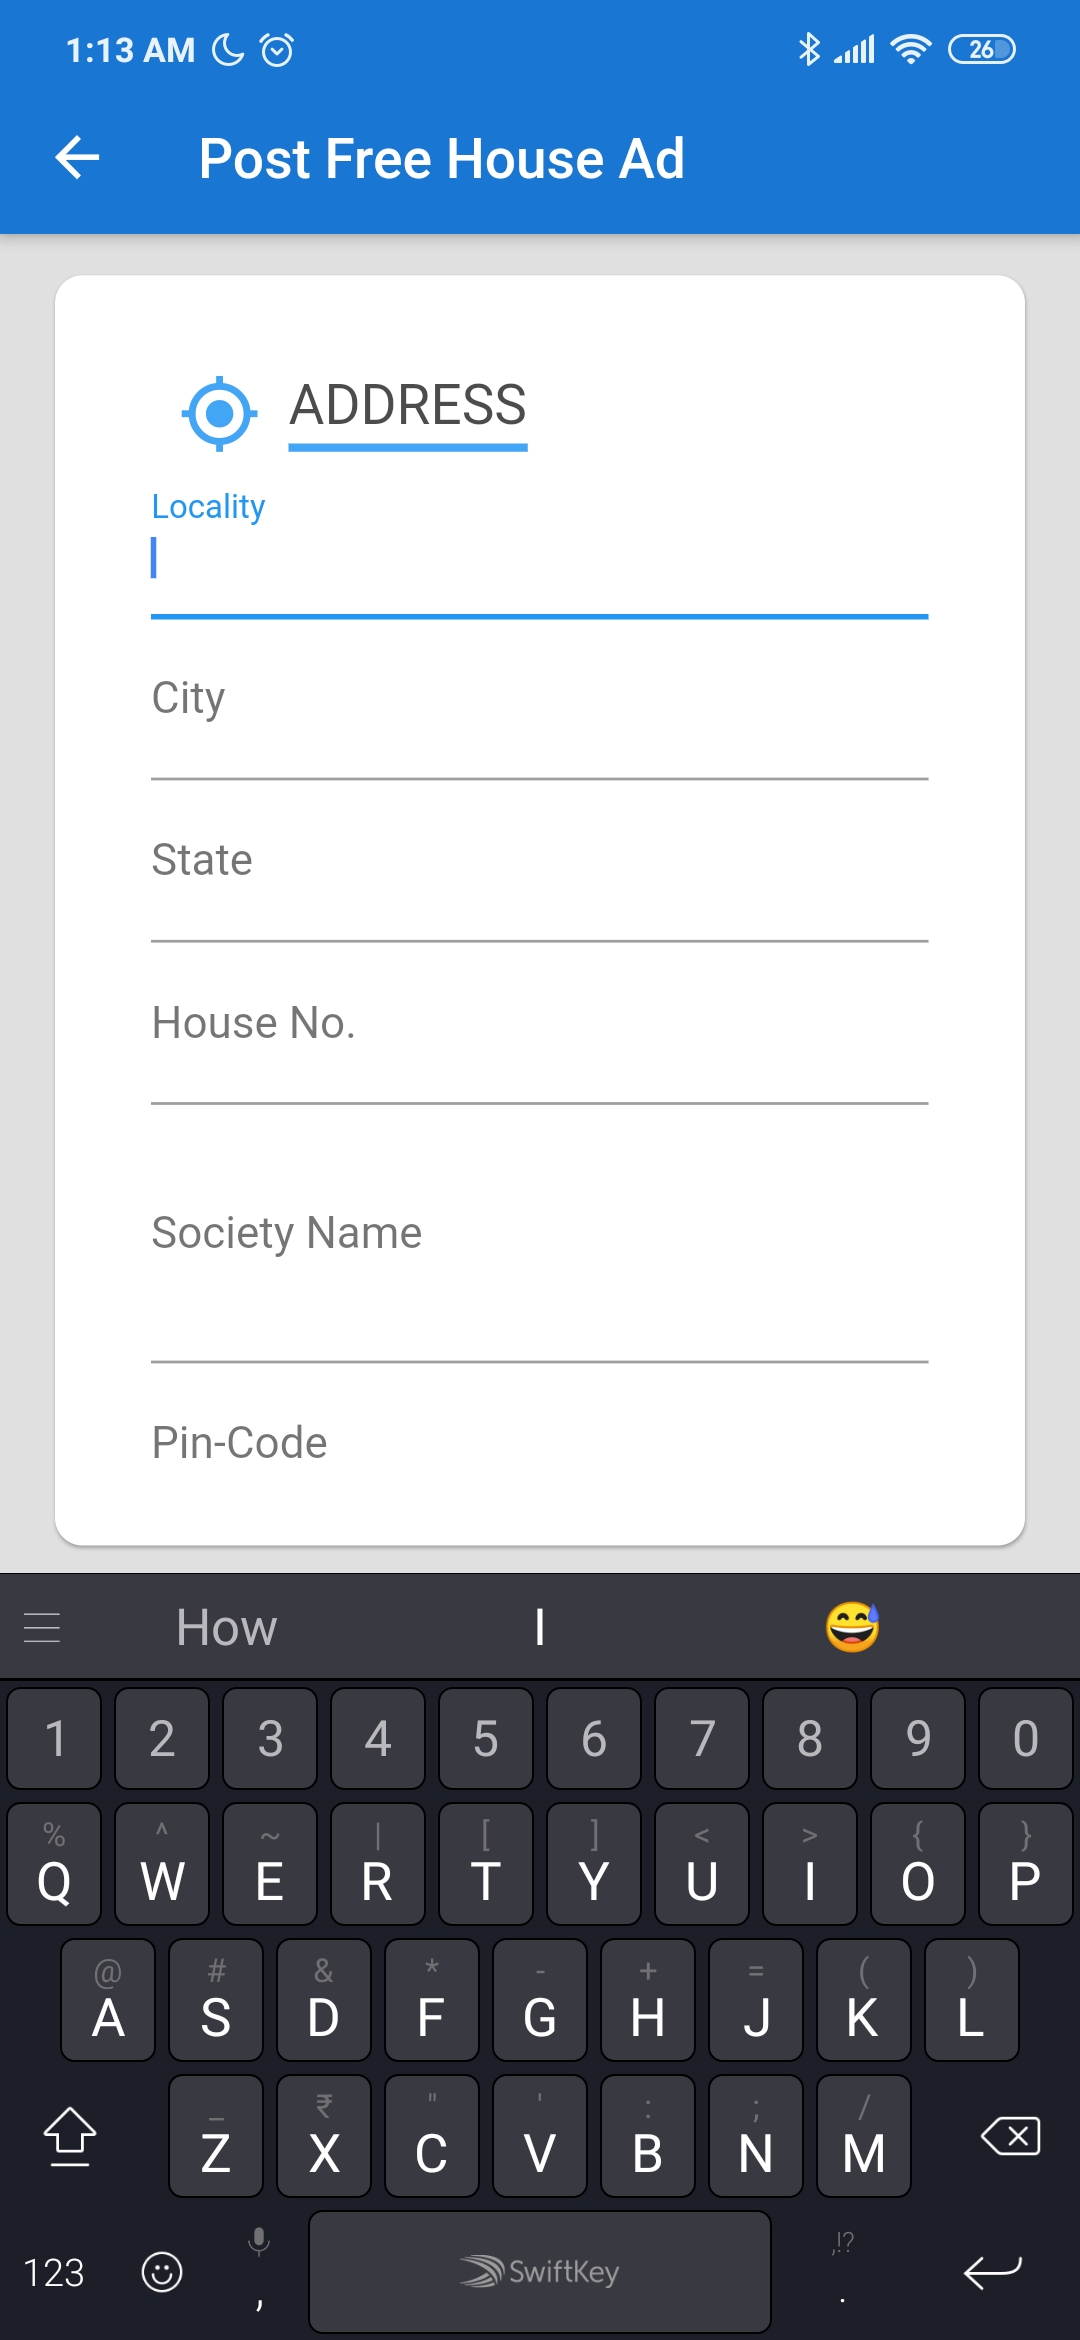 1:13 AM 26
Post Free House Ad
ADDRESS
Locality
City
State
House No.
Society Name
Pin-Code
How I 😅
1 2 3 4 5 6 7 8 9 0
% ^ ~ | [ ] < > { }
Q W E R T Y U I O P
@ # & * - + = ( )
A S D F G H J K L
_ ₹ " ' : ; /
Z X C V B N M
,!?
123 , SwiftKey .